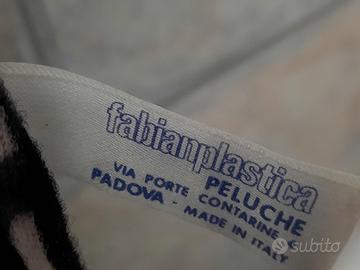 fabianplastica
PELUCHE
VIA PORTE CONTARINE
PADOVA - MADE IN ITALY
subito